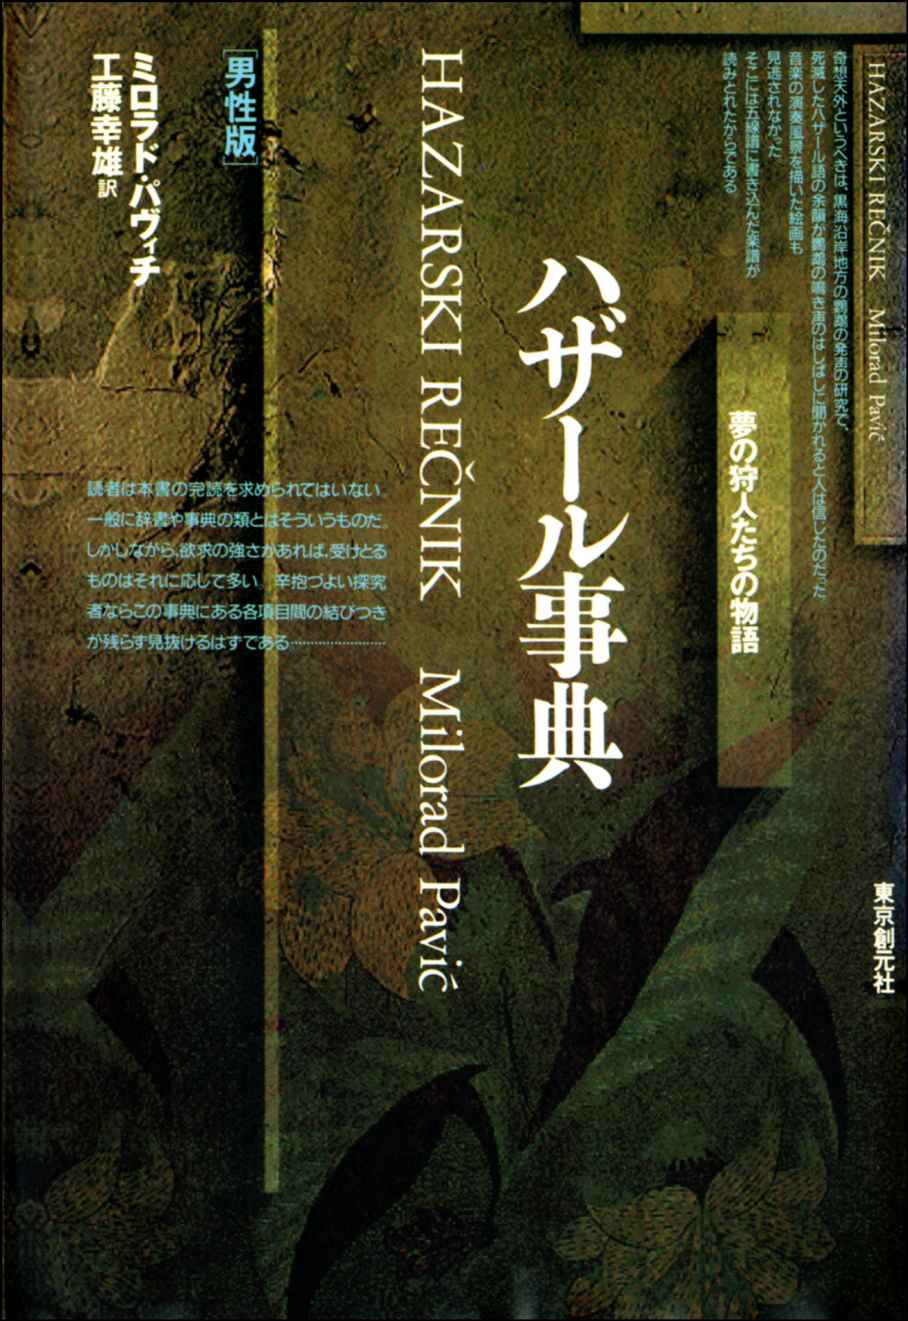 HAZARSKI REČNIK Milorad Pavić
奇想天外というべきは、黒海沿岸地方の鸚鵡の発声の研究で、
死滅したハザール語の余韻が鸚鵡の鳴き声のはしばしに聞かれると人は信じたのだった
音楽の演奏風景を描いた絵画も
見逃されなかった
そこには五線譜に書き込んだ楽譜が
読みとれたからである
夢の狩人たちの物語
ハザール事典
HAZARSKI REČNIK Milorad Pavić
[男性版]
ミロラド・パヴィチ
工藤幸雄 訳
読者は本書の完読を求められてはいない。
一般に辞書や事典の類とはそういうものだ。
しかしながら、欲求の強さがあれば、受けとる
ものはそれに応じて多い。辛抱づよい探究
者ならこの事典にある各項目間の結びつき
が残らず見抜けるはずである……………………
東京創元社